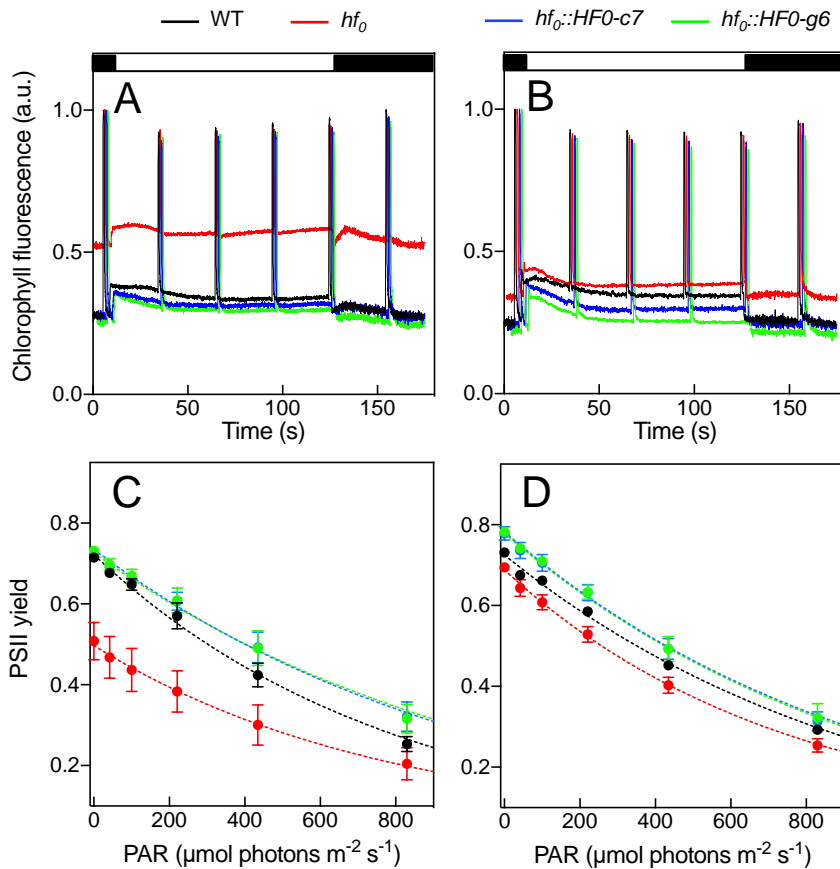 WT hf₀ hf₀::HF0-c7 hf₀::HF0-g6
A
B
Chlorophyll fluorescence (a.u.)
1.0
0.5
0.0
0 50 100 150
Time (s)
1.0
0.5
0.0
0 50 100 150
Time (s)
C
D
PSII yield
0.8
0.6
0.4
0.2
0 200 400 600 800
PAR (µmol photons m⁻² s⁻¹)
0.8
0.6
0.4
0.2
0 200 400 600 800
PAR (µmol photons m⁻² s⁻¹)